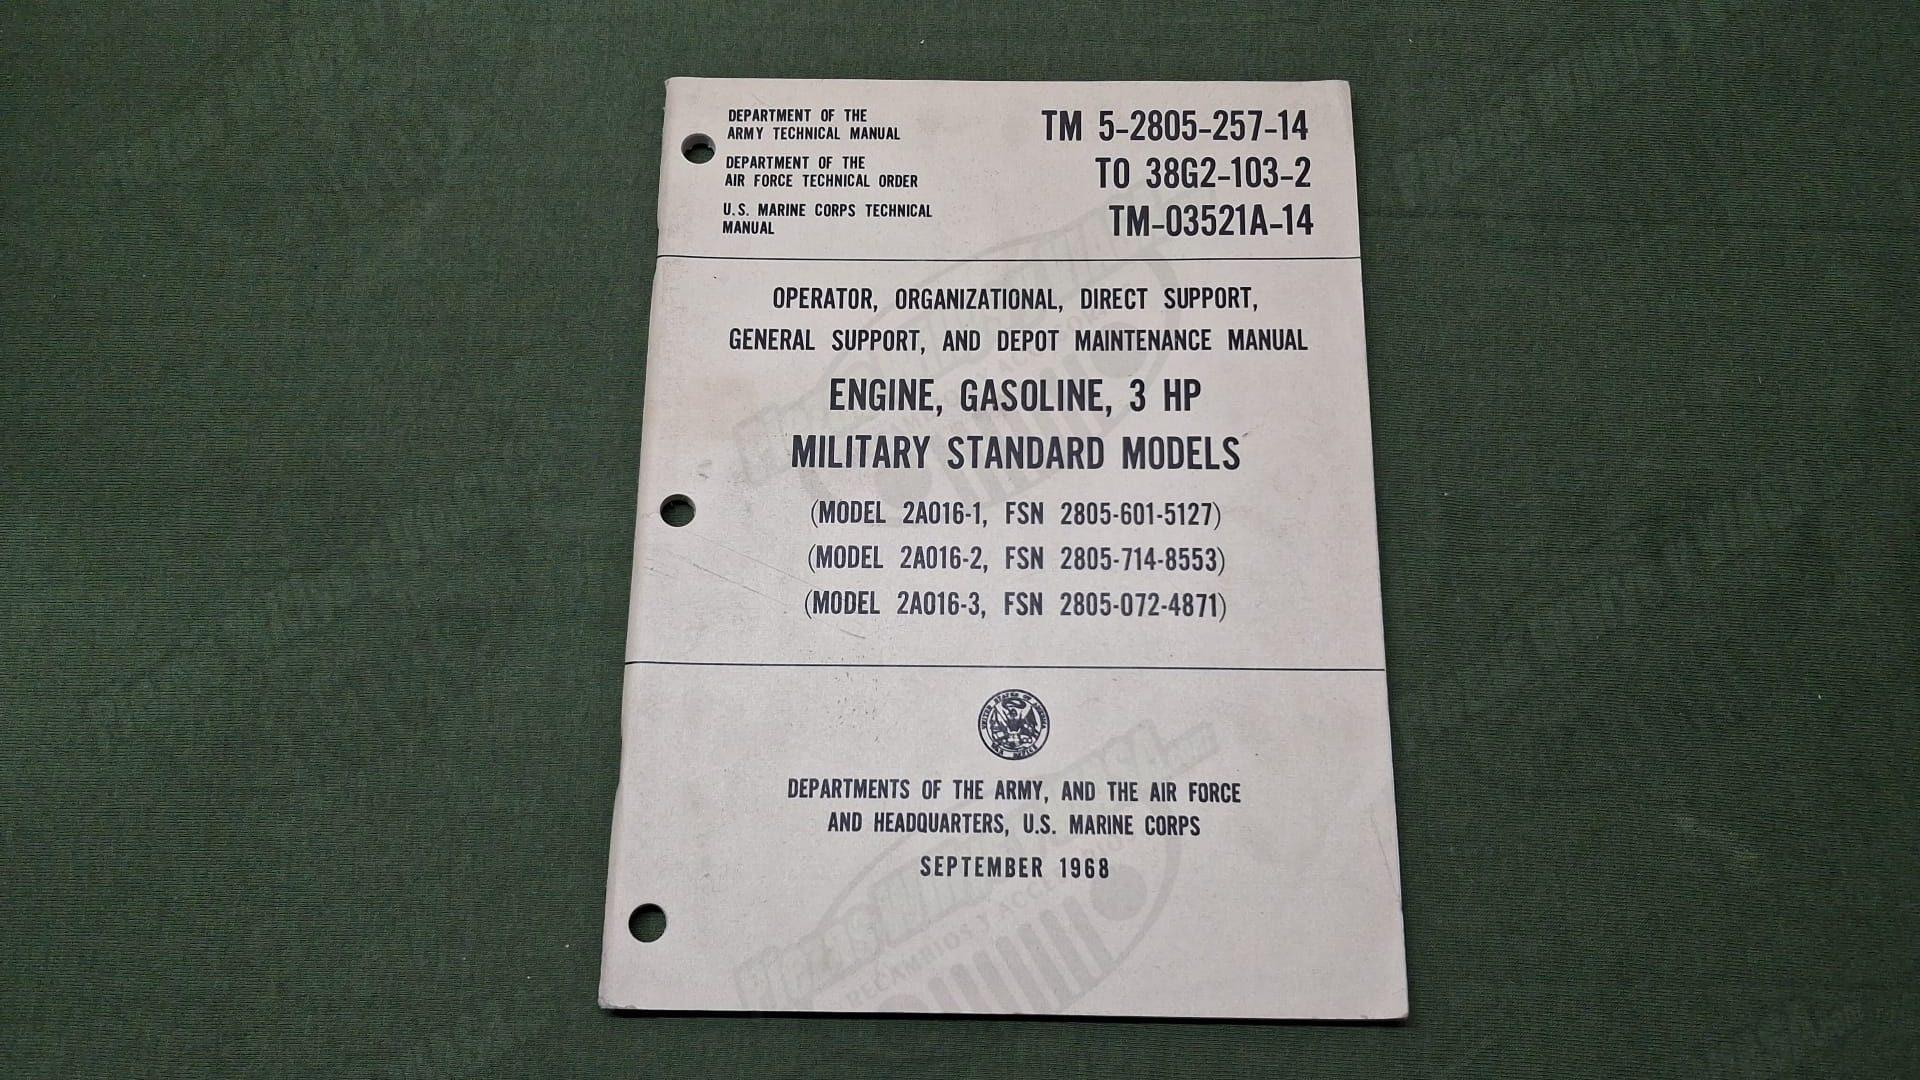 DEPARTMENT OF THE
ARMY TECHNICAL MANUAL
TM 5-2805-257-14
DEPARTMENT OF THE
AIR FORCE TECHNICAL ORDER
TO 38G2-103-2
U.S. MARINE CORPS TECHNICAL
MANUAL
TM-03521A-14
OPERATOR, ORGANIZATIONAL, DIRECT SUPPORT,
GENERAL SUPPORT, AND DEPOT MAINTENANCE MANUAL
ENGINE, GASOLINE, 3 HP
MILITARY STANDARD MODELS
(MODEL 2A016-1, FSN 2805-601-5127)
(MODEL 2A016-2, FSN 2805-714-8553)
(MODEL 2A016-3, FSN 2805-072-4871)
DEPARTMENTS OF THE ARMY, AND THE AIR FORCE
AND HEADQUARTERS, U.S. MARINE CORPS
SEPTEMBER 1968
RECAMBIOS Y